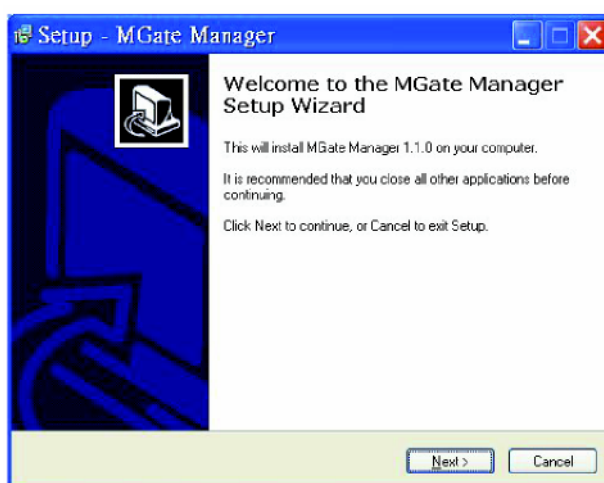 Setup - MGate Manager
Welcome to the MGate Manager
Setup Wizard
This will install MGate Manager 1.1.0 on your computer.
It is recommended that you close all other applications before
continuing.
Click Next to continue, or Cancel to exit Setup.
Next >
Cancel